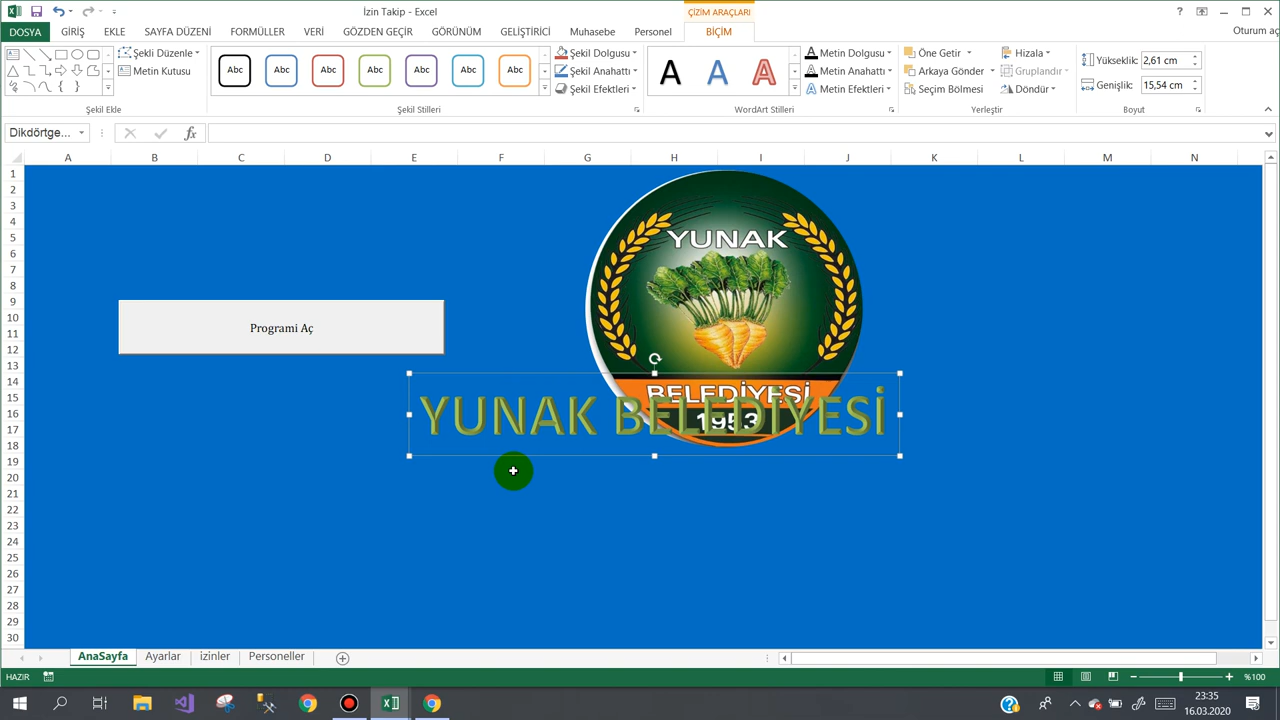 İzin Takip - Excel
ÇİZİM ARAÇLARI
?
DOSYA GİRİŞ EKLE SAYFA DÜZENİ FORMÜLLER VERİ GÖZDEN GEÇİR GÖRÜNÜM GELİŞTİRİCİ Muhasebe Personel BİÇİM Oturum aç
Şekli Düzenle
Metin Kutusu
Abc Abc Abc Abc Abc Abc Abc
Şekil Dolgusu
Şekil Anahattı
Şekil Efektleri
A A A
Metin Dolgusu
Metin Anahattı
Metin Efektleri
Öne Getir
Arkaya Gönder
Seçim Bölmesi
Hizala
Gruplandır
Döndür
Yükseklik: 2,61 cm
Genişlik: 15,54 cm
Şekil Ekle Şekil Stilleri WordArt Stilleri Yerleştir Boyut
Dikdörtge... fx
A B C D E F G H I J K L M N
1
2
3
4
5
6
7
8
9
10
11
12
13
14
15
16
17
18
19
20
21
22
23
24
25
26
27
28
29
30
YUNAK
Programi Aç
BELEDİYESİ
1953
YUNAK BELEDİYESİ
AnaSayfa Ayarlar izinler Personeller
HAZIR %100
23:35
16.03.2020